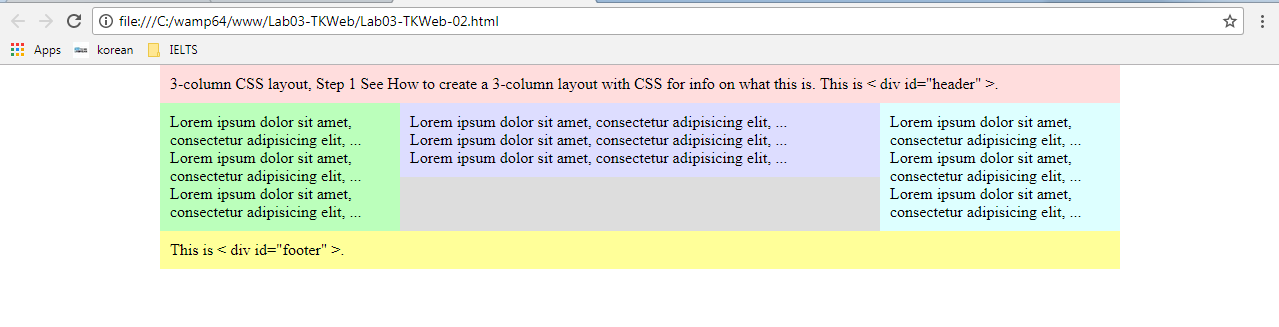 file:///C:/wamp64/www/Lab03-TKWeb/Lab03-TKWeb-02.html
Apps korean IELTS
3-column CSS layout, Step 1 See How to create a 3-column layout with CSS for info on what this is. This is < div id="header" >.
Lorem ipsum dolor sit amet,
consectetur adipisicing elit, ...
Lorem ipsum dolor sit amet,
consectetur adipisicing elit, ...
Lorem ipsum dolor sit amet,
consectetur adipisicing elit, ...
Lorem ipsum dolor sit amet, consectetur adipisicing elit, ...
Lorem ipsum dolor sit amet, consectetur adipisicing elit, ...
Lorem ipsum dolor sit amet, consectetur adipisicing elit, ...
Lorem ipsum dolor sit amet,
consectetur adipisicing elit, ...
Lorem ipsum dolor sit amet,
consectetur adipisicing elit, ...
Lorem ipsum dolor sit amet,
consectetur adipisicing elit, ...
This is < div id="footer" >.